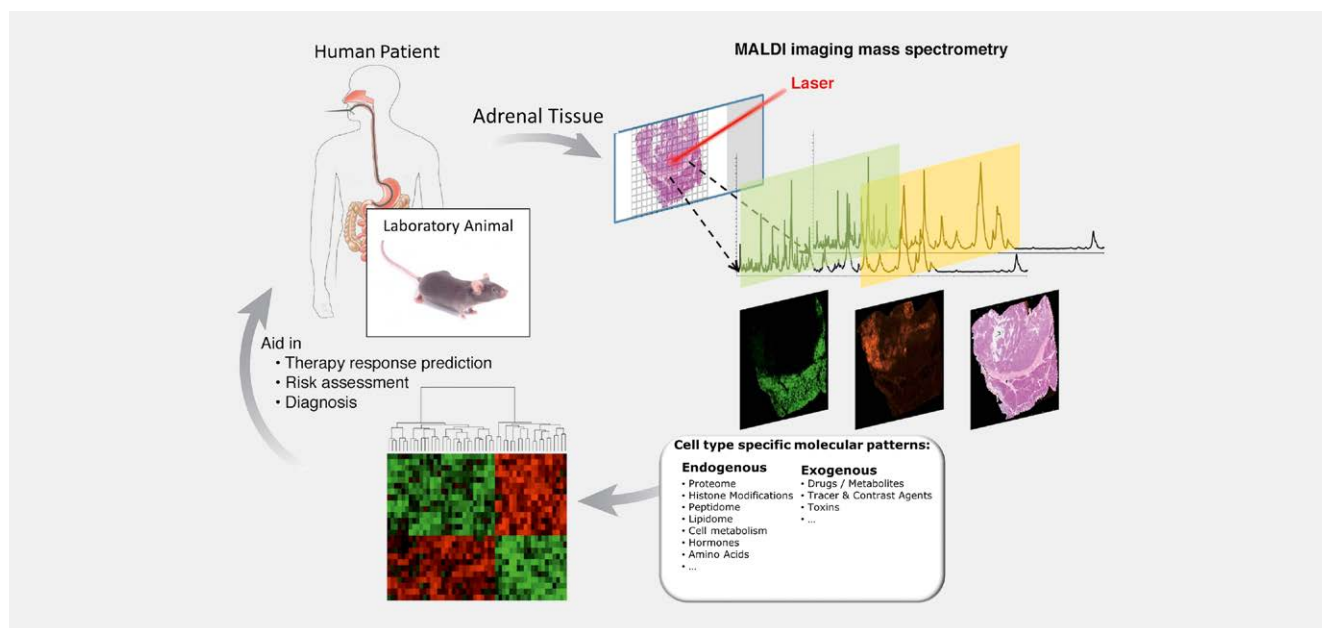 Human Patient
MALDI imaging mass spectrometry
Laser
Adrenal Tissue
Laboratory Animal
Aid in
• Therapy response prediction
• Risk assessment
• Diagnosis
Cell type specific molecular patterns:
Endogenous
• Proteome
• Histone Modifications
• Peptidome
• Lipidome
• Cell metabolism
• Hormones
• Amino Acids
• ...
Exogenous
• Drugs / Metabolites
• Tracer & Contrast Agents
• Toxins
• ...